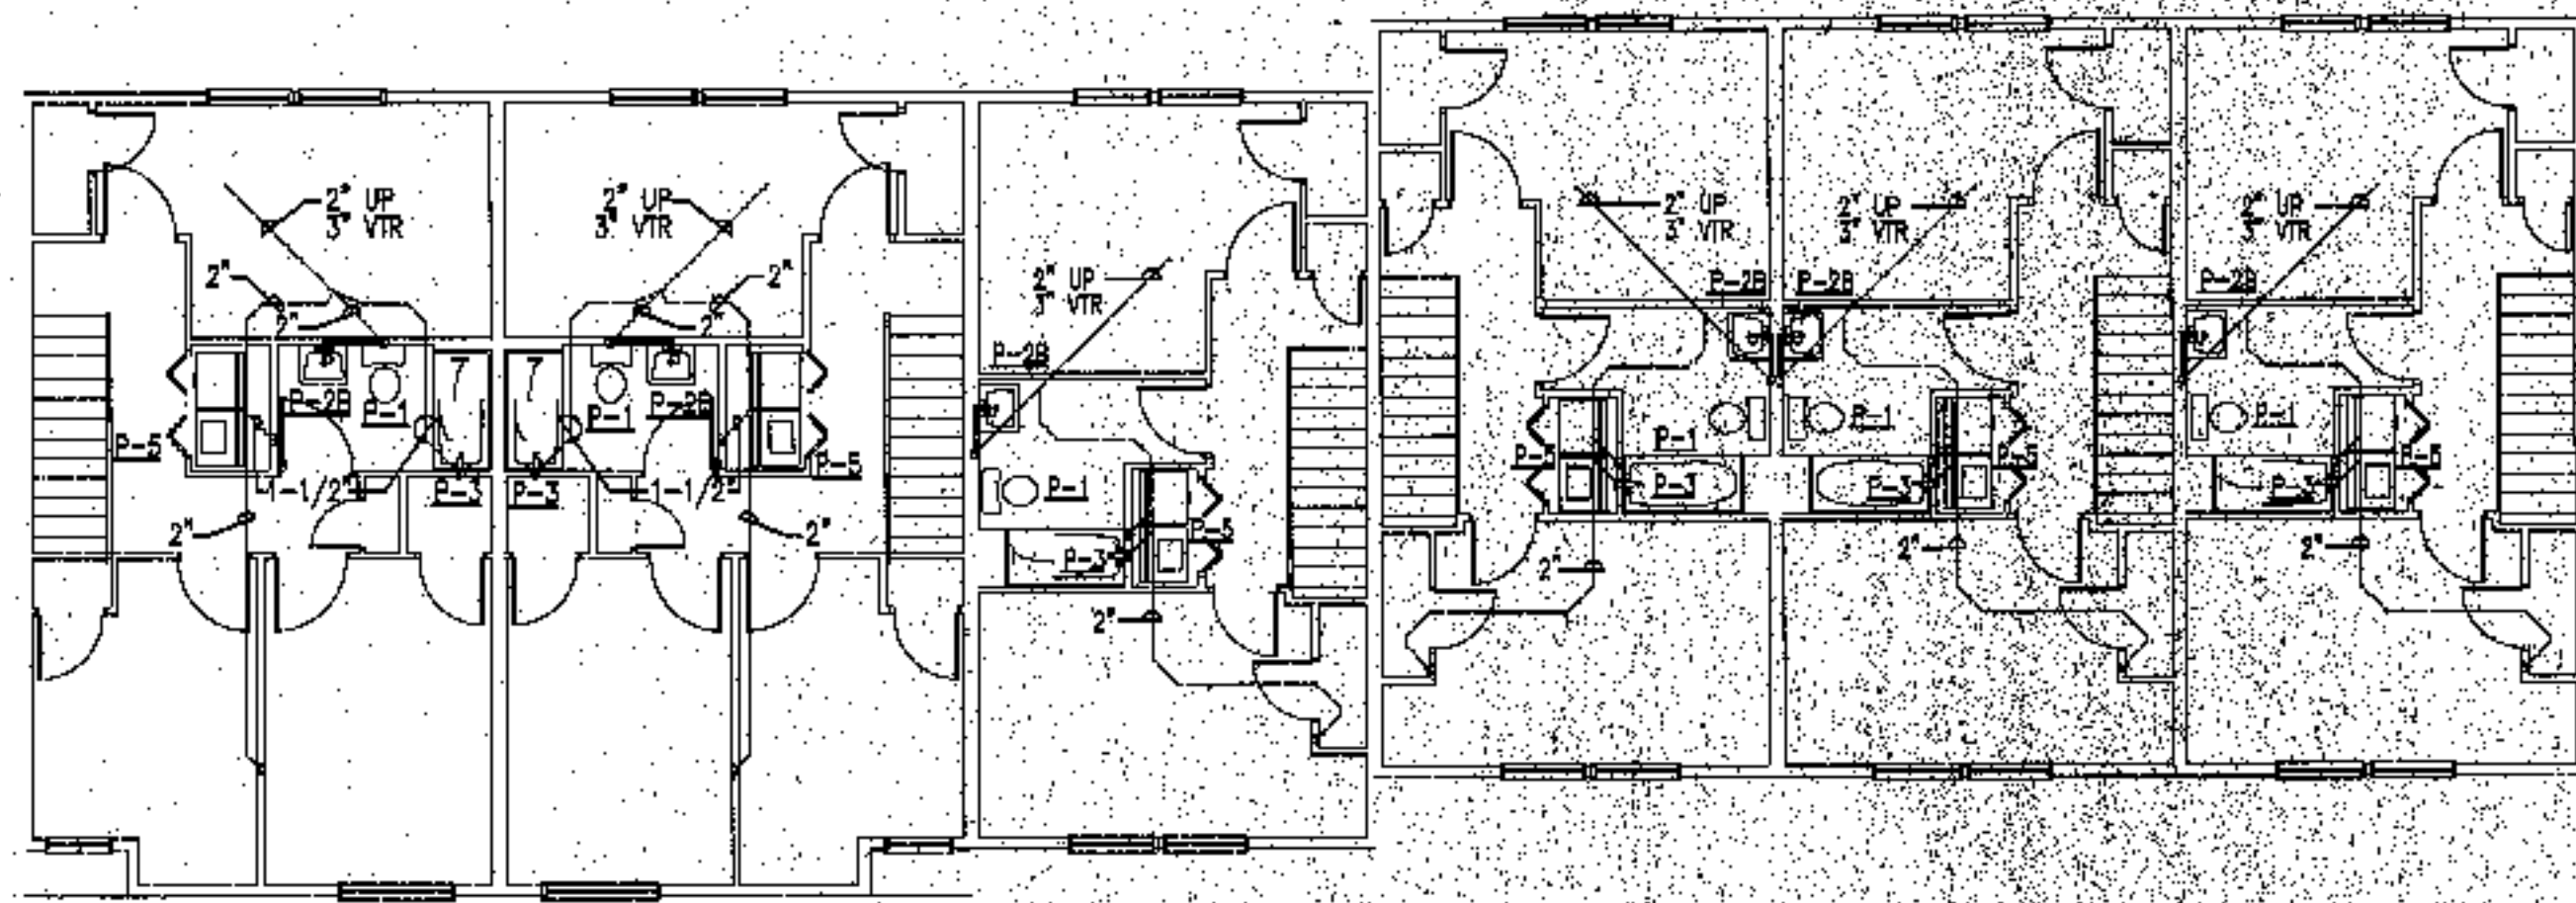 2" UP
3" VTR
2"
2"
P-2B
P-1
P-5
1-1/2"
P-3
2"
2" UP
3" VTR
2"
2"
P-1
P-2B
P-5
P-3
1-1/2"
2"
2" UP
3" VTR
P-2B
P-1
P-5
P-3
2"
2" UP
3" VTR
P-2B
P-1
P-5
P-3
2"
2" UP
3" VTR
P-2B
P-1
P-5
P-3
2"
2" UP
3" VTR
P-2B
P-1
P-5
P-3
2"